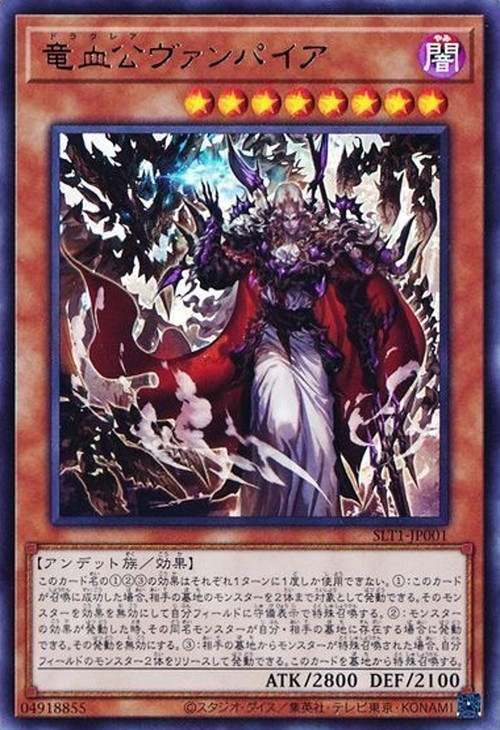 ドラクレア
竜血公ヴァンパイア
やみ
闇
SLT1-JP001
【アンデット族／効果】
このカード名の①②③の効果はそれぞれ1ターンに1度しか使用できない。①：このカード
が召喚に成功した場合、相手の墓地のモンスターを2体まで対象として発動できる。そのモン
スターを効果を無効にして自分フィールドに守備表示で特殊召喚する。②：モンスター
の効果が発動した時、その同名モンスターが自分・相手の墓地に存在する場合に発動
できる。その発動を無効にする。③：相手の墓地からモンスターが特殊召喚された場合、自分
フィールドのモンスター2体をリリースして発動できる。このカードを墓地から特殊召喚する。
ATK/2800 DEF/2100
04918855 ©スタジオ・ダイス/集英社・テレビ東京・KONAMI